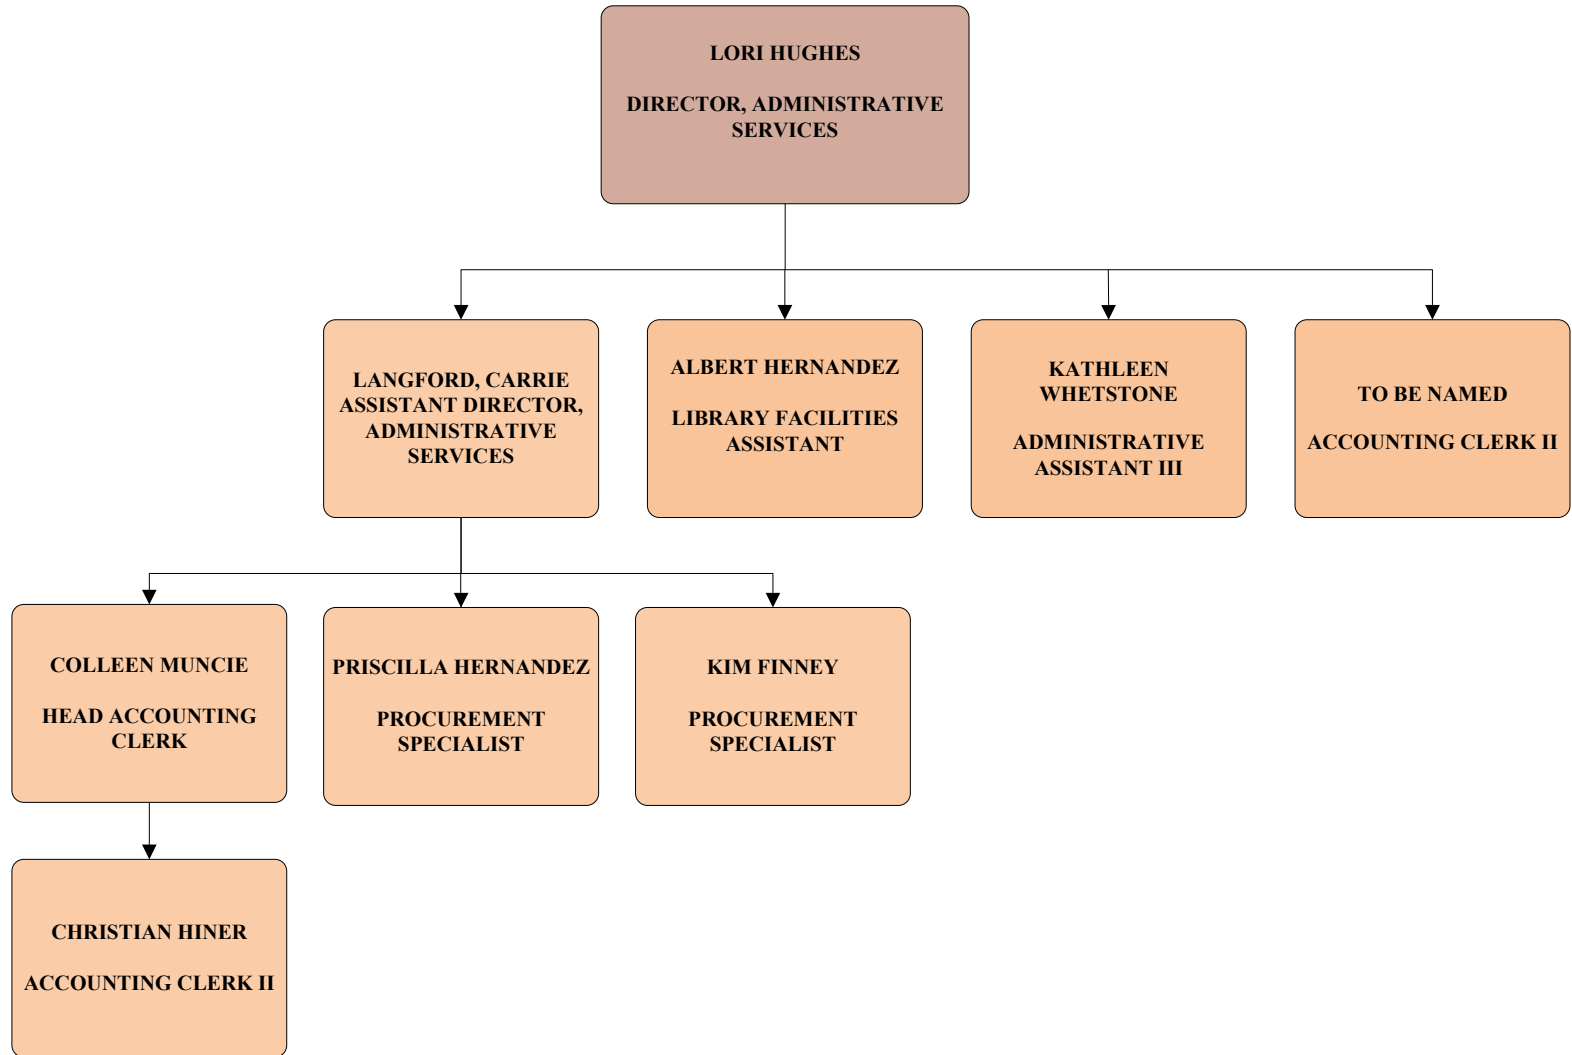 LORI HUGHES
DIRECTOR, ADMINISTRATIVE
SERVICES
LANGFORD, CARRIE
ASSISTANT DIRECTOR,
ADMINISTRATIVE
SERVICES
ALBERT HERNANDEZ
LIBRARY FACILITIES
ASSISTANT
KATHLEEN
WHETSTONE
ADMINISTRATIVE
ASSISTANT III
TO BE NAMED
ACCOUNTING CLERK II
COLLEEN MUNCIE
HEAD ACCOUNTING
CLERK
PRISCILLA HERNANDEZ
PROCUREMENT
SPECIALIST
KIM FINNEY
PROCUREMENT
SPECIALIST
CHRISTIAN HINER
ACCOUNTING CLERK II